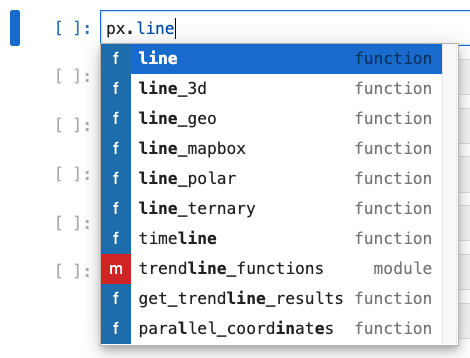 [ ]: px.line
f line function
[ ]: f line_3d function
f line_geo function
[ ]: f line_mapbox function
f line_polar function
[ ]: f line_ternary function
[ ]: f timeline function
[ ]: m trendline_functions module
f get_trendline_results function
f parallel_coordinates function